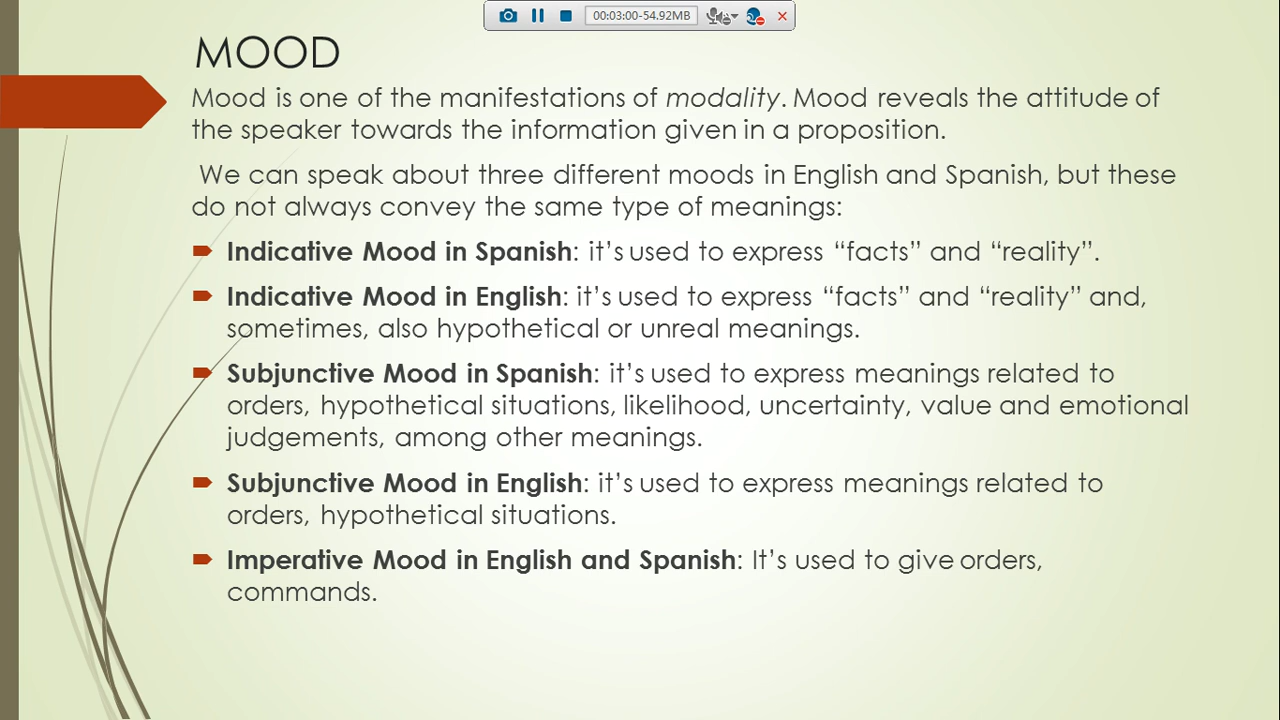 00:03:00-54.92MB
MOOD
Mood is one of the manifestations of modality. Mood reveals the attitude of
the speaker towards the information given in a proposition.
We can speak about three different moods in English and Spanish, but these
do not always convey the same type of meanings:
Indicative Mood in Spanish: it’s used to express “facts” and “reality”.
Indicative Mood in English: it’s used to express “facts” and “reality” and,
sometimes, also hypothetical or unreal meanings.
Subjunctive Mood in Spanish: it’s used to express meanings related to
orders, hypothetical situations, likelihood, uncertainty, value and emotional
judgements, among other meanings.
Subjunctive Mood in English: it’s used to express meanings related to
orders, hypothetical situations.
Imperative Mood in English and Spanish: It’s used to give orders,
commands.